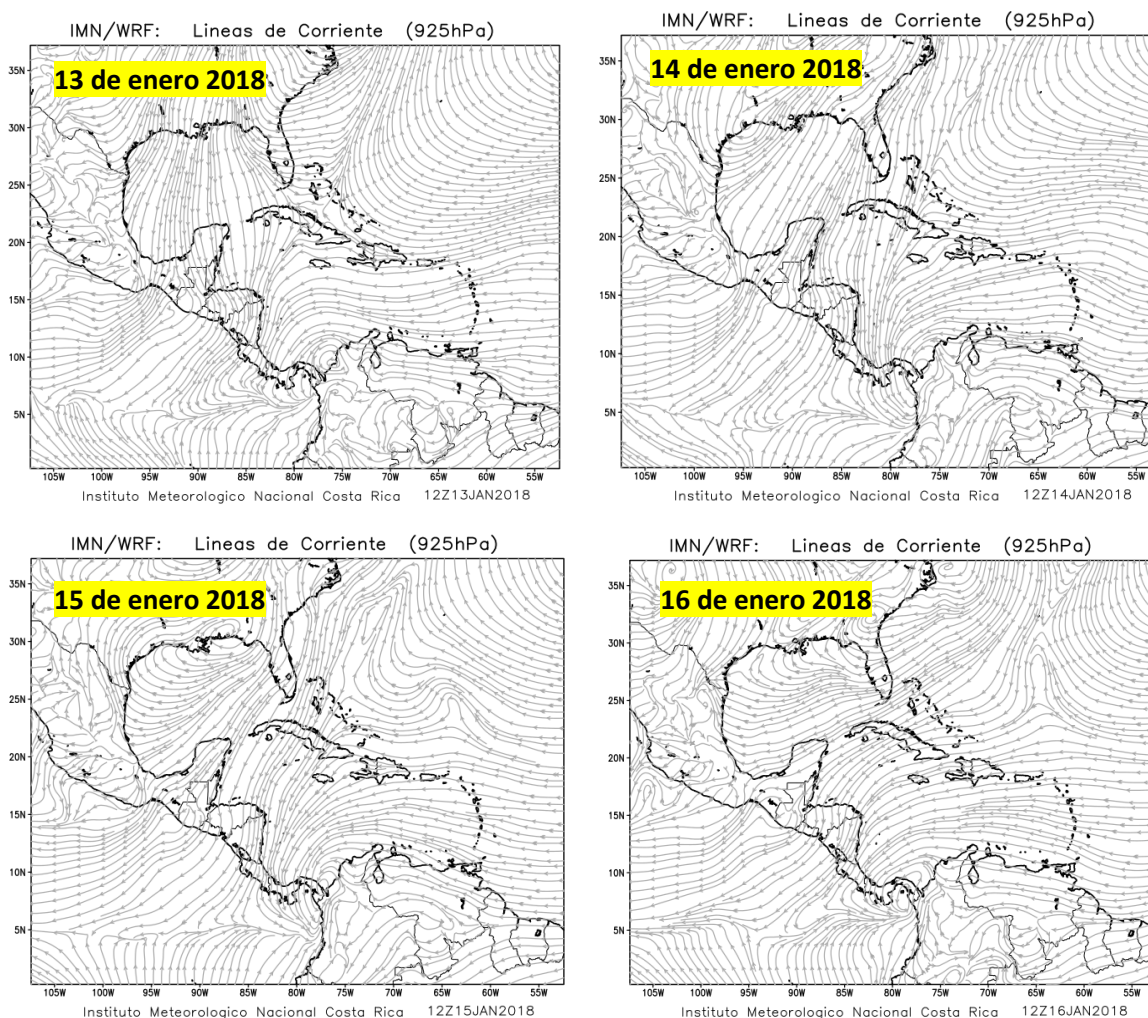 IMN/WRF: Lineas de Corriente (925hPa)
13 de enero 2018
35N
30N
25N
20N
15N
10N
5N
105W 100W 95W 90W 85W 80W 75W 70W 65W 60W 55W
Instituto Meteorologico Nacional Costa Rica 12Z13JAN2018
IMN/WRF: Lineas de Corriente (925hPa)
14 de enero 2018
35N
30N
25N
20N
15N
10N
5N
105W 100W 95W 90W 85W 80W 75W 70W 65W 60W 55W
Instituto Meteorologico Nacional Costa Rica 12Z14JAN2018
IMN/WRF: Lineas de Corriente (925hPa)
15 de enero 2018
35N
30N
25N
20N
15N
10N
5N
105W 100W 95W 90W 85W 80W 75W 70W 65W 60W 55W
Instituto Meteorologico Nacional Costa Rica 12Z15JAN2018
IMN/WRF: Lineas de Corriente (925hPa)
16 de enero 2018
35N
30N
25N
20N
15N
10N
5N
105W 100W 95W 90W 85W 80W 75W 70W 65W 60W 55W
Instituto Meteorologico Nacional Costa Rica 12Z16JAN2018